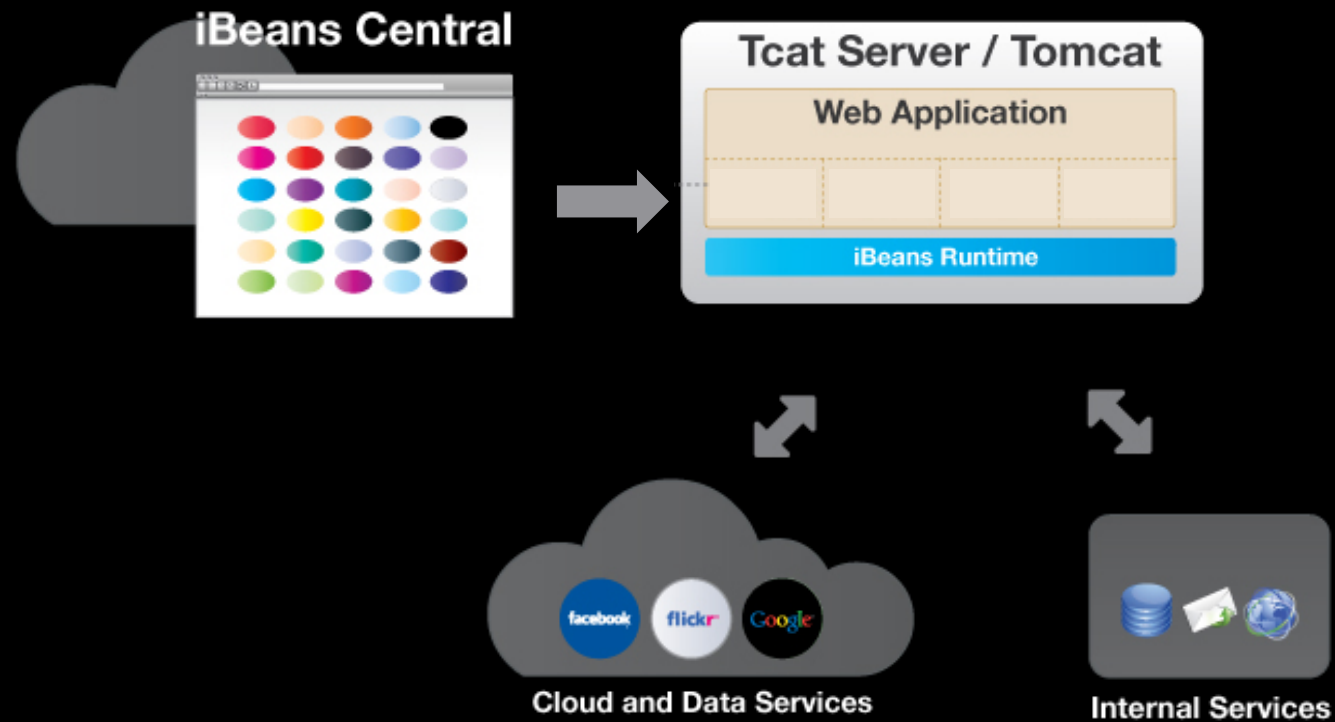 iBeans Central
Tcat Server / Tomcat
Web Application
iBeans Runtime
facebook
flickr
Google
Cloud and Data Services
Internal Services